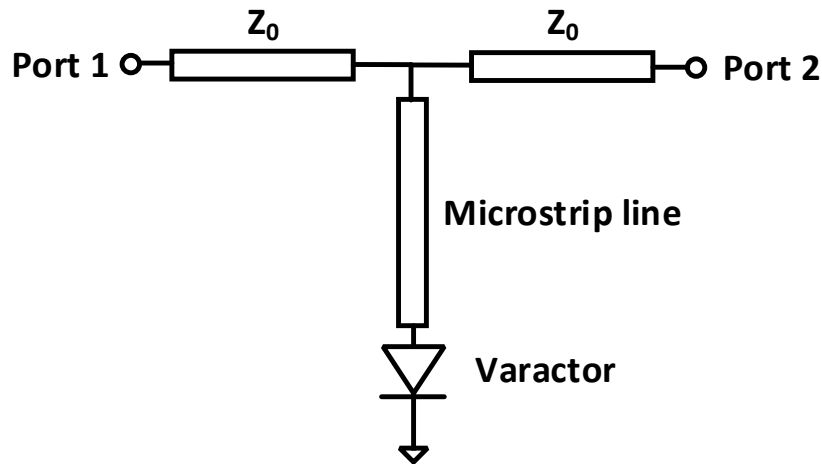 Z₀
Z₀
Port 1
Port 2
Microstrip line
Varactor